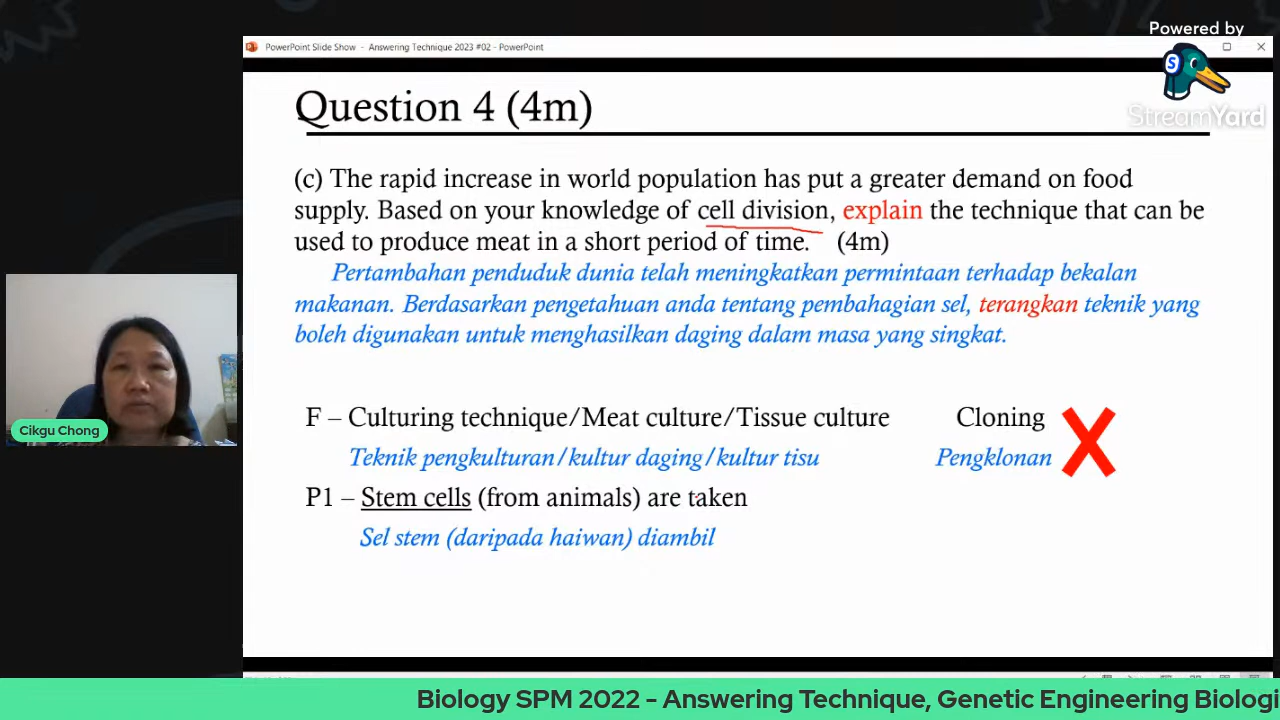 Powered by
StreamYard
PowerPoint Slide Show - Answering Technique 2023 #02 - PowerPoint
Question 4 (4m)
(c) The rapid increase in world population has put a greater demand on food
supply. Based on your knowledge of cell division, explain the technique that can be
used to produce meat in a short period of time. (4m)
Pertambahan penduduk dunia telah meningkatkan permintaan terhadap bekalan
makanan. Berdasarkan pengetahuan anda tentang pembahagian sel, terangkan teknik yang
boleh digunakan untuk menghasilkan daging dalam masa yang singkat.
F – Culturing technique/Meat culture/Tissue culture Cloning
Teknik pengkulturan/kultur daging/kultur tisu Pengklonan
P1 – Stem cells (from animals) are taken
Sel stem (daripada haiwan) diambil
Cikgu Chong
Biology SPM 2022 - Answering Technique, Genetic Engineering Biologi